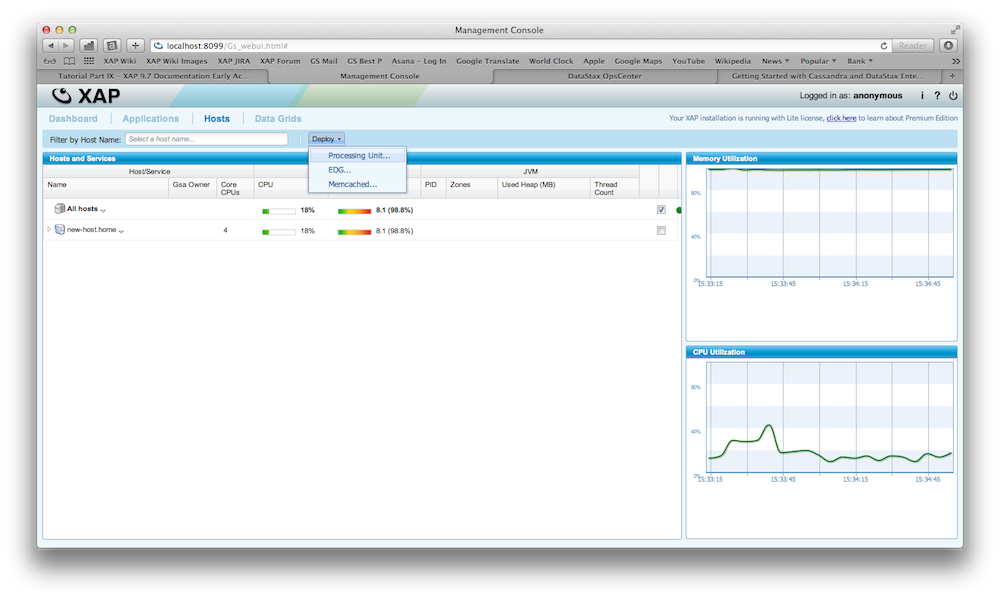 Management Console
localhost:8099/Gs_webui.html#
Reader
XAP Wiki XAP Wiki Images XAP JIRA XAP Forum GS Mail GS Best P Asana – Log In Google Translate World Clock Apple Google Maps YouTube Wikipedia News Popular Bank
Tutorial Part IX – XAP 9.7 Documentation Early Ac... Management Console DataStax OpsCenter Getting Started with Cassandra and DataStax Ente...
XAP
Logged in as: anonymous i ?
Dashboard Applications Hosts Data Grids
Your XAP installation is running with Lite license, click here to learn about Premium Edition
Filter by Host Name: Select a host name... Deploy
Processing Unit...
EDG...
Memcached...
Hosts and Services
Host/Service JVM
Name Gsa Owner Core CPUs CPU PID Zones Used Heap (MB) Thread Count
All hosts 18% 8.1 (98.8%)
new-host.home 4 18% 8.1 (98.8%)
Memory Utilization
80%
40%
0%
15:33:15 15:33:45 15:34:15 15:34:45
CPU Utilization
80%
40%
0%
15:33:15 15:33:45 15:34:15 15:34:45